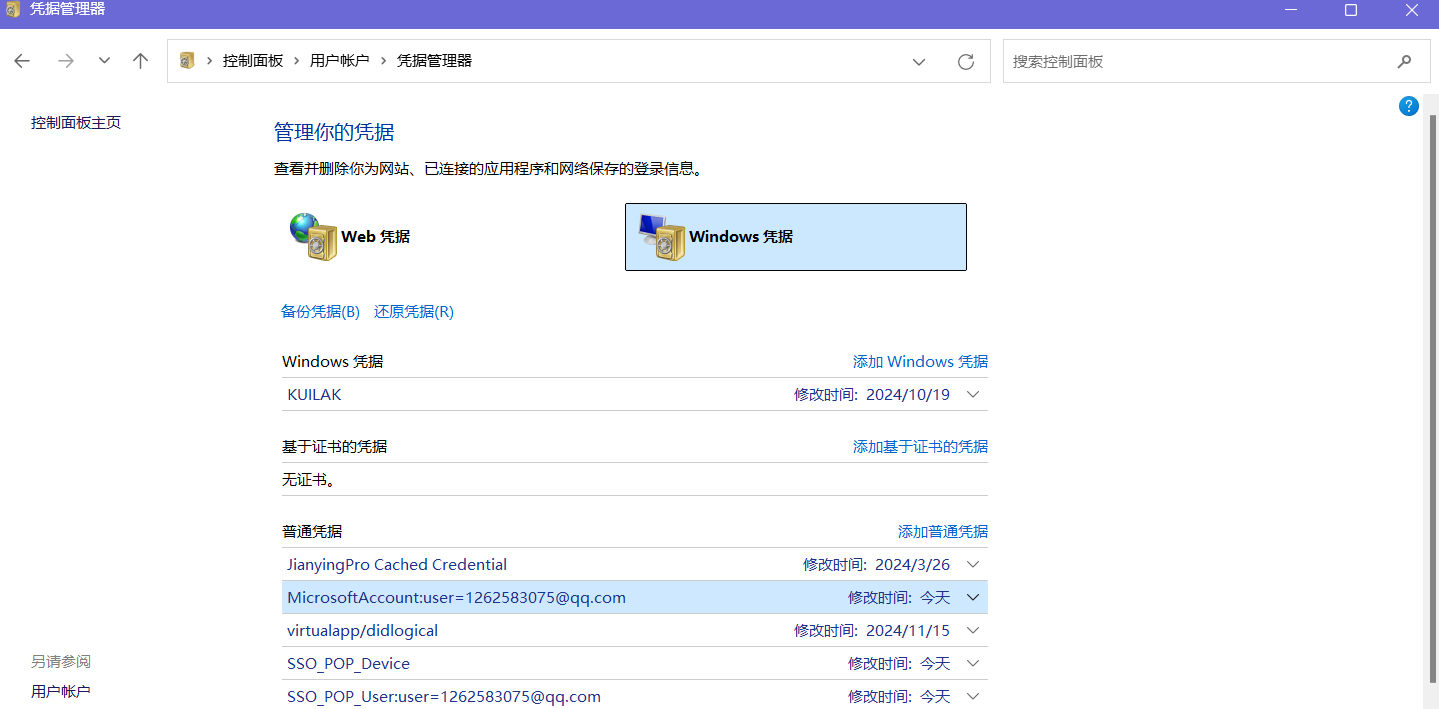 凭据管理器
控制面板 用户帐户 凭据管理器
搜索控制面板
控制面板主页
管理你的凭据
查看并删除你为网站、已连接的应用程序和网络保存的登录信息。
Web 凭据
Windows 凭据
备份凭据(B) 还原凭据(R)
Windows 凭据 添加 Windows 凭据
KUILAK 修改时间: 2024/10/19
基于证书的凭据 添加基于证书的凭据
无证书。
普通凭据 添加普通凭据
JianyingPro Cached Credential 修改时间: 2024/3/26
MicrosoftAccount:user=1262583075@qq.com 修改时间: 今天
virtualapp/didlogical 修改时间: 2024/11/15
SSO_POP_Device 修改时间: 今天
SSO_POP_User:user=1262583075@qq.com 修改时间: 今天
另请参阅
用户帐户